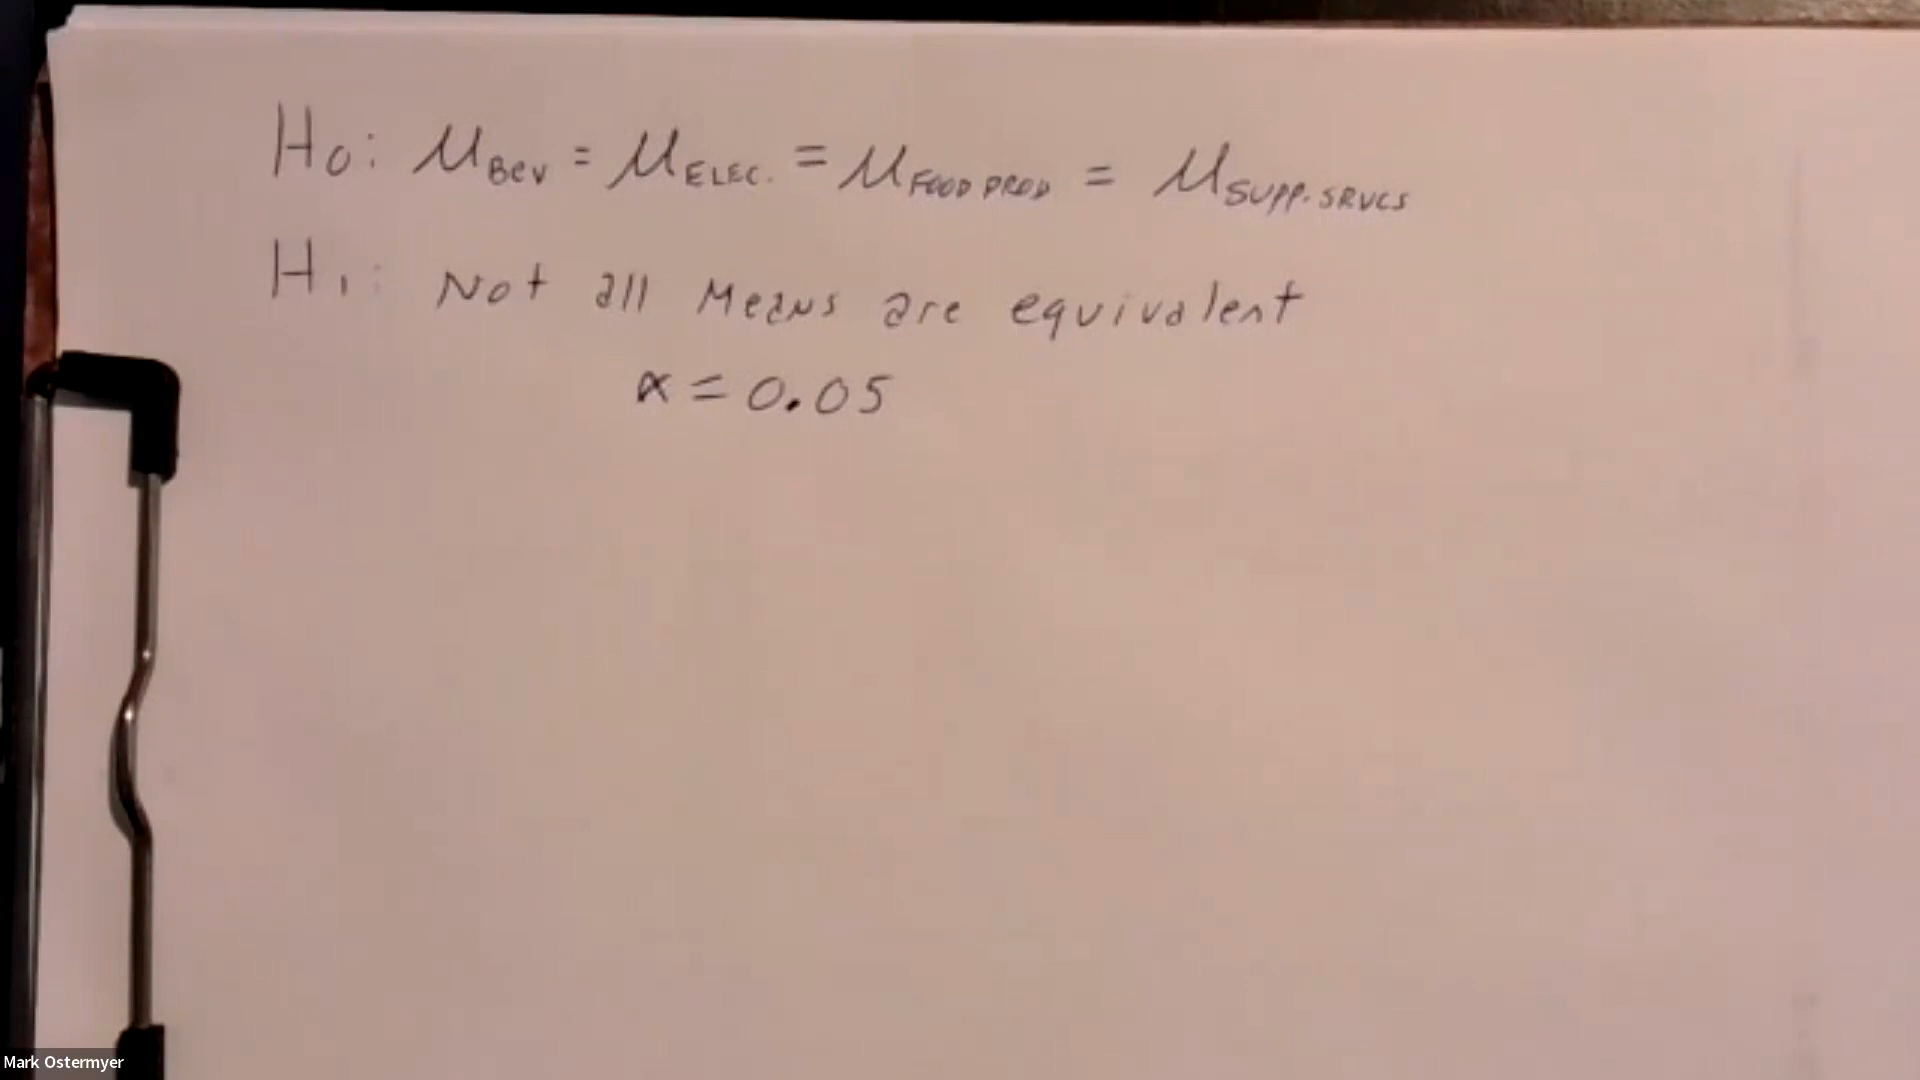 H0: μBev = μELEC. = μFOOD PROD = μSUPP. SRVCS
H1: Not all Means are equivalent
α = 0.05
Mark Ostermyer